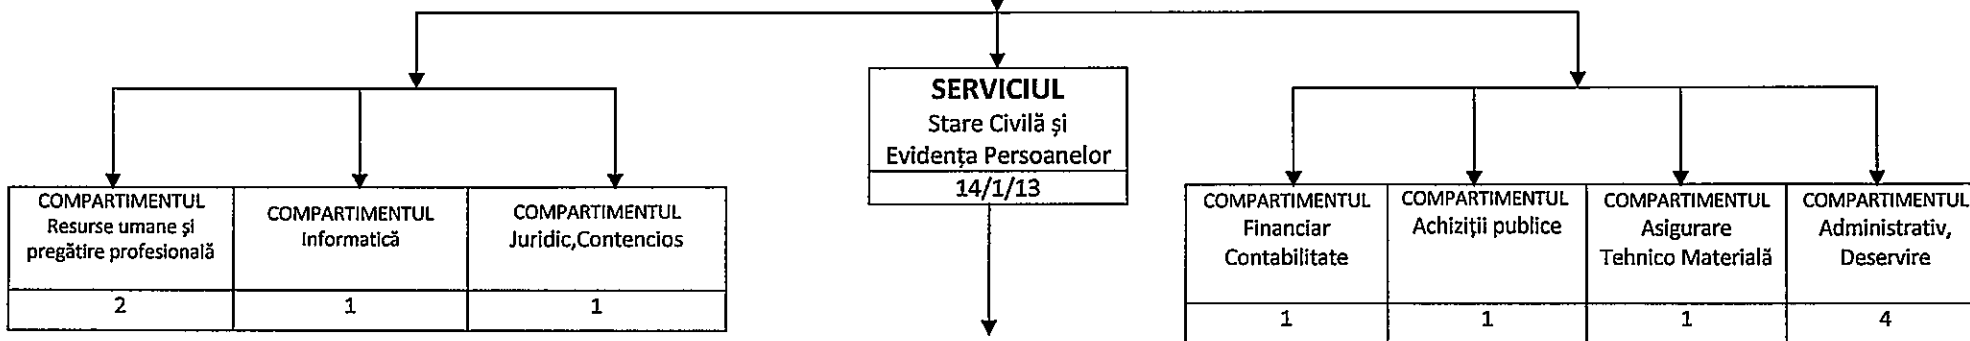 SERVICIUL
Stare Civilă și
Evidența Persoanelor
14/1/13
COMPARTIMENTUL
Resurse umane și
pregătire profesională
2
COMPARTIMENTUL
Informatică
1
COMPARTIMENTUL
Juridic,Contencios
1
COMPARTIMENTUL
Financiar
Contabilitate
1
COMPARTIMENTUL
Achiziții publice
1
COMPARTIMENTUL
Asigurare
Tehnico Materială
1
COMPARTIMENTUL
Administrativ,
Deservire
4